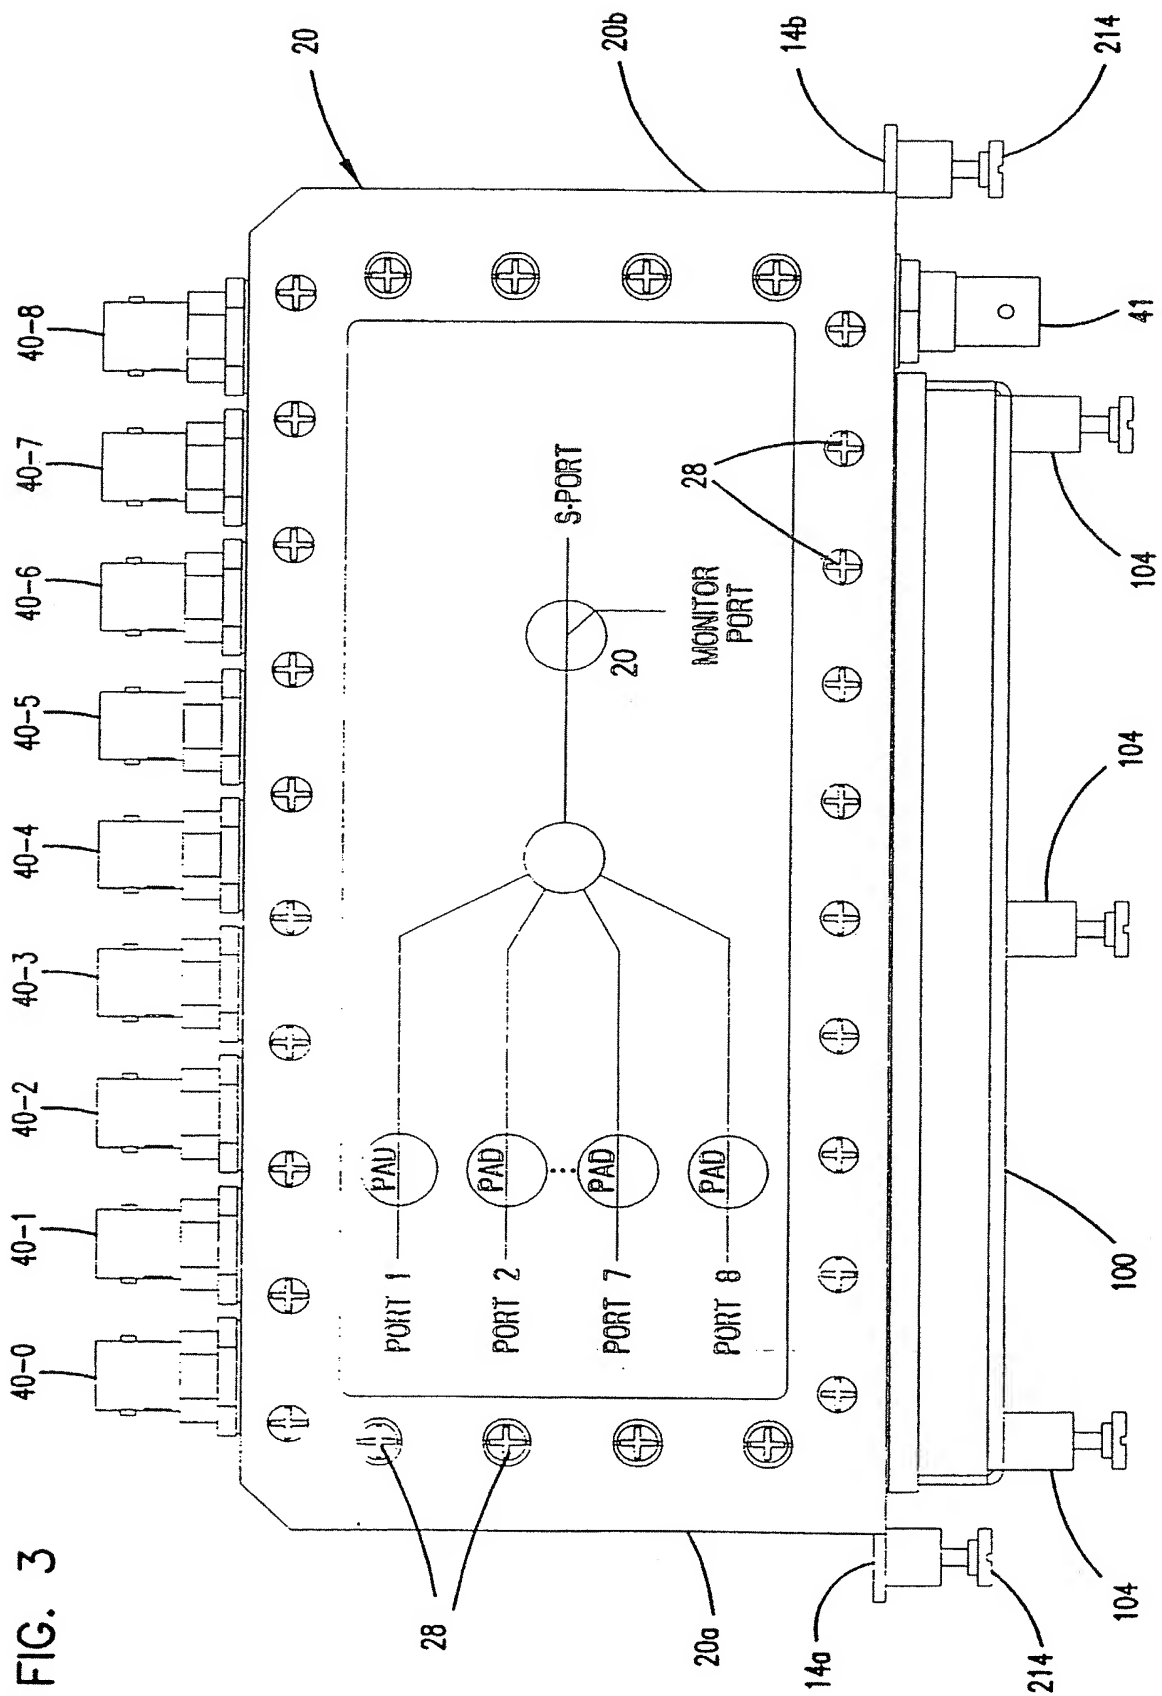 FIG. 3
40-0
40-1
40-2
40-3
40-4
40-5
40-6
40-7
40-8
20
20b
14b
214
41
28
104
104
100
104
214
14a
20a
28
PORT 1
PAD
PORT 2
PAD
PORT 7
PAD
PORT 8
PAD
20
S-PORT
MONITOR
PORT